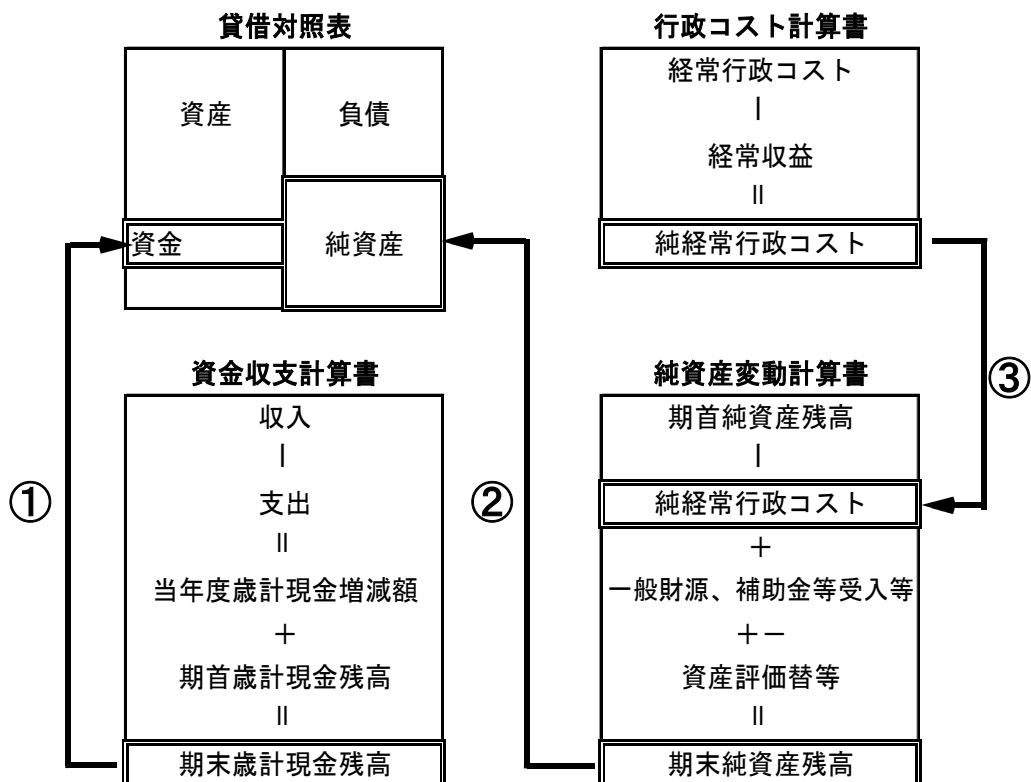 貸借対照表
資産
負債
資金
純資産
行政コスト計算書
経常行政コスト
－
経常収益
＝
純経常行政コスト
③
資金収支計算書
①
収入
－
支出
＝
当年度歳計現金増減額
＋
期首歳計現金残高
＝
期末歳計現金残高
②
純資産変動計算書
期首純資産残高
－
純経常行政コスト
＋
一般財源、補助金等受入等
＋－
資産評価替等
＝
期末純資産残高